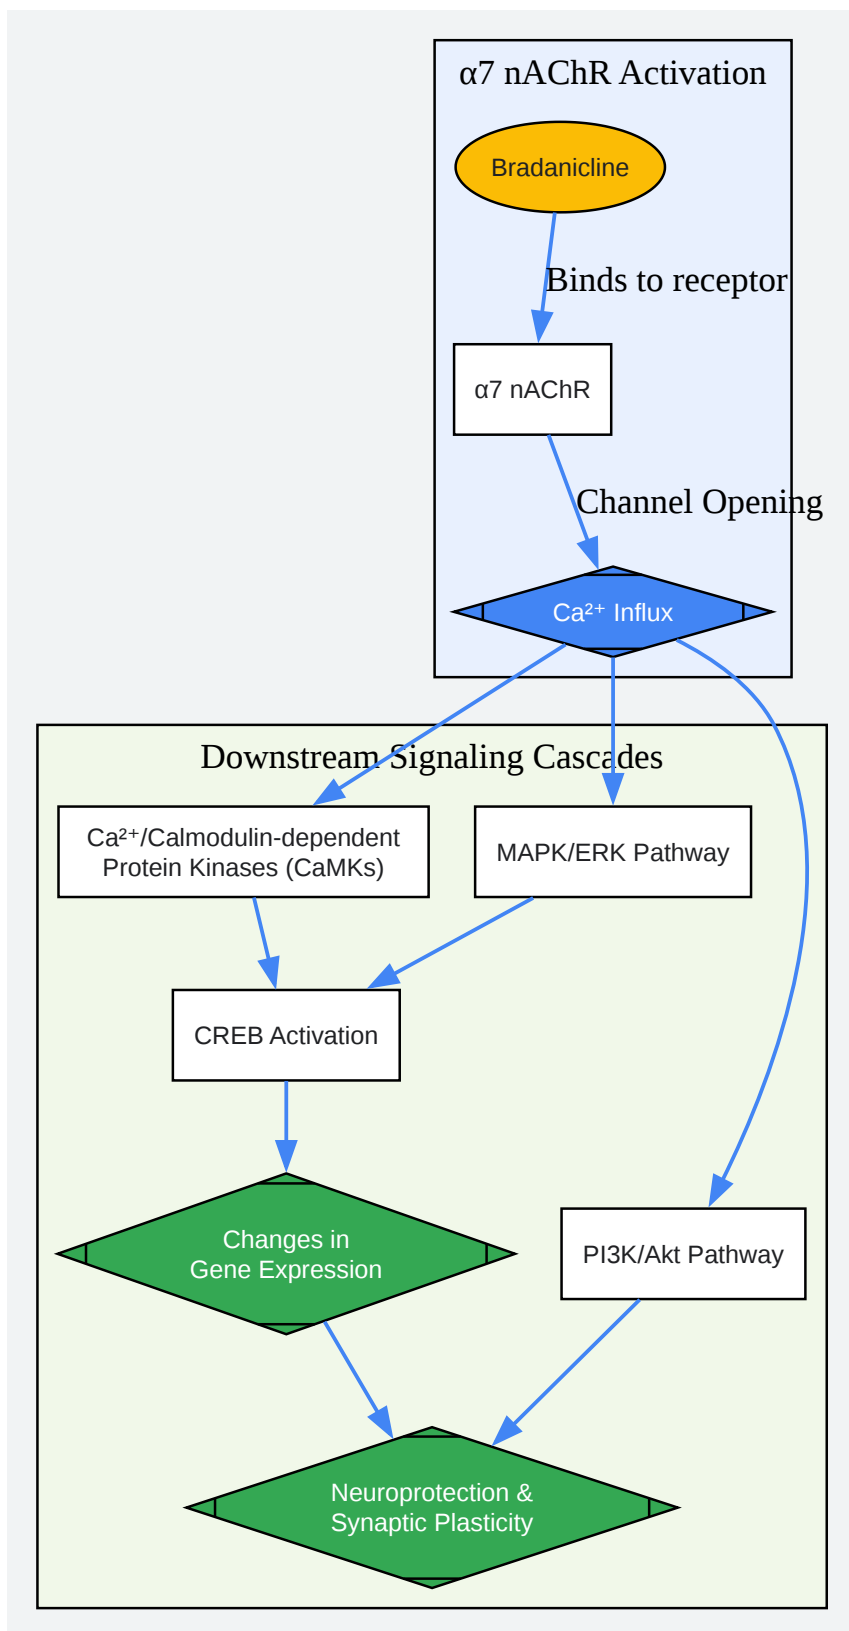 α7 nAChR Activation
Bradanicline
Binds to receptor
α7 nAChR
Channel Opening
Ca²⁺ Influx
Downstream Signaling Cascades
Ca²⁺/Calmodulin-dependent
Protein Kinases (CaMKs)
MAPK/ERK Pathway
CREB Activation
Changes in
Gene Expression
PI3K/Akt Pathway
Neuroprotection &
Synaptic Plasticity